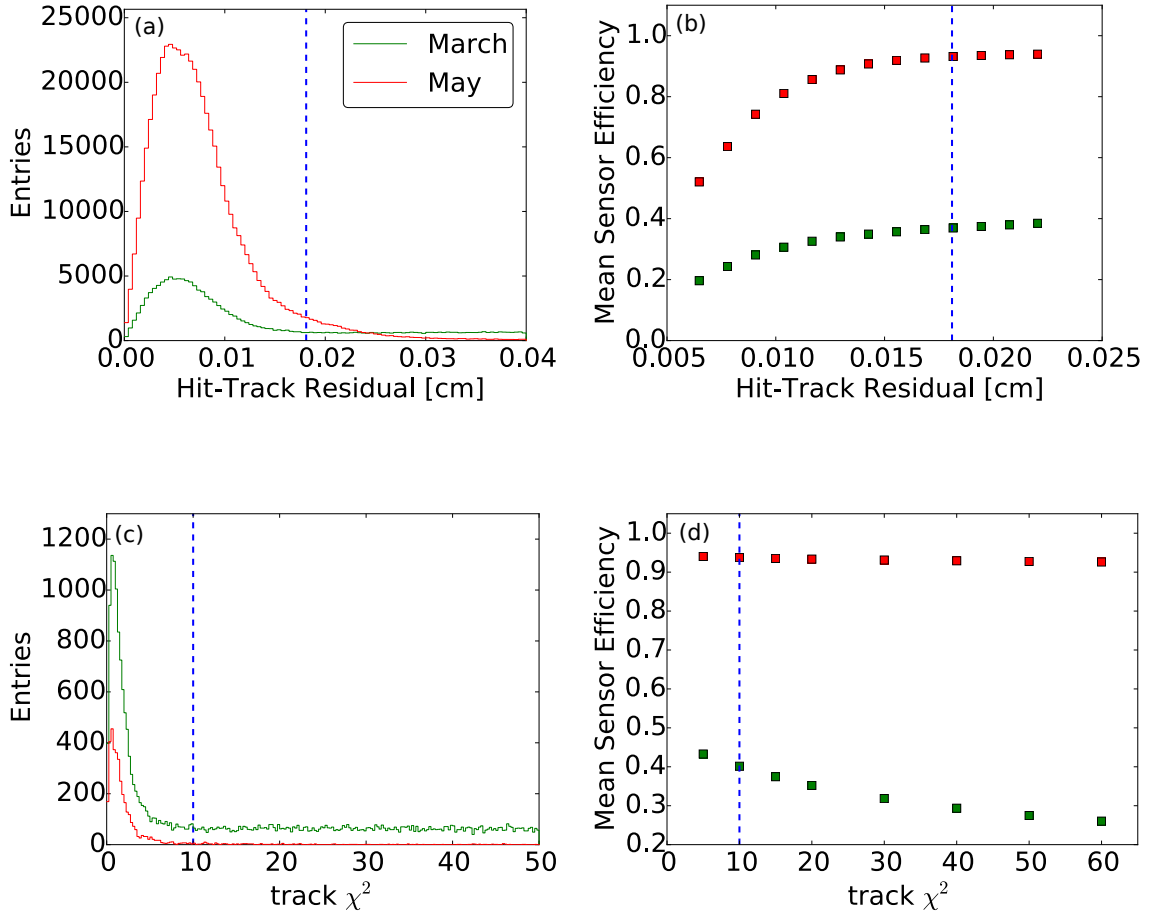 (a)
March
May
25000
20000
15000
10000
5000
0
Entries
0.00 0.01 0.02 0.03 0.04
Hit-Track Residual [cm]
(b)
1.0
0.8
0.6
0.4
0.2
0.0
Mean Sensor Efficiency
0.005 0.010 0.015 0.020 0.025
Hit-Track Residual [cm]
(c)
1200
1000
800
600
400
200
0
Entries
0 10 20 30 40 50
track χ²
(d)
1.0
0.9
0.8
0.7
0.6
0.5
0.4
0.3
0.2
Mean Sensor Efficiency
0 10 20 30 40 50 60
track χ²